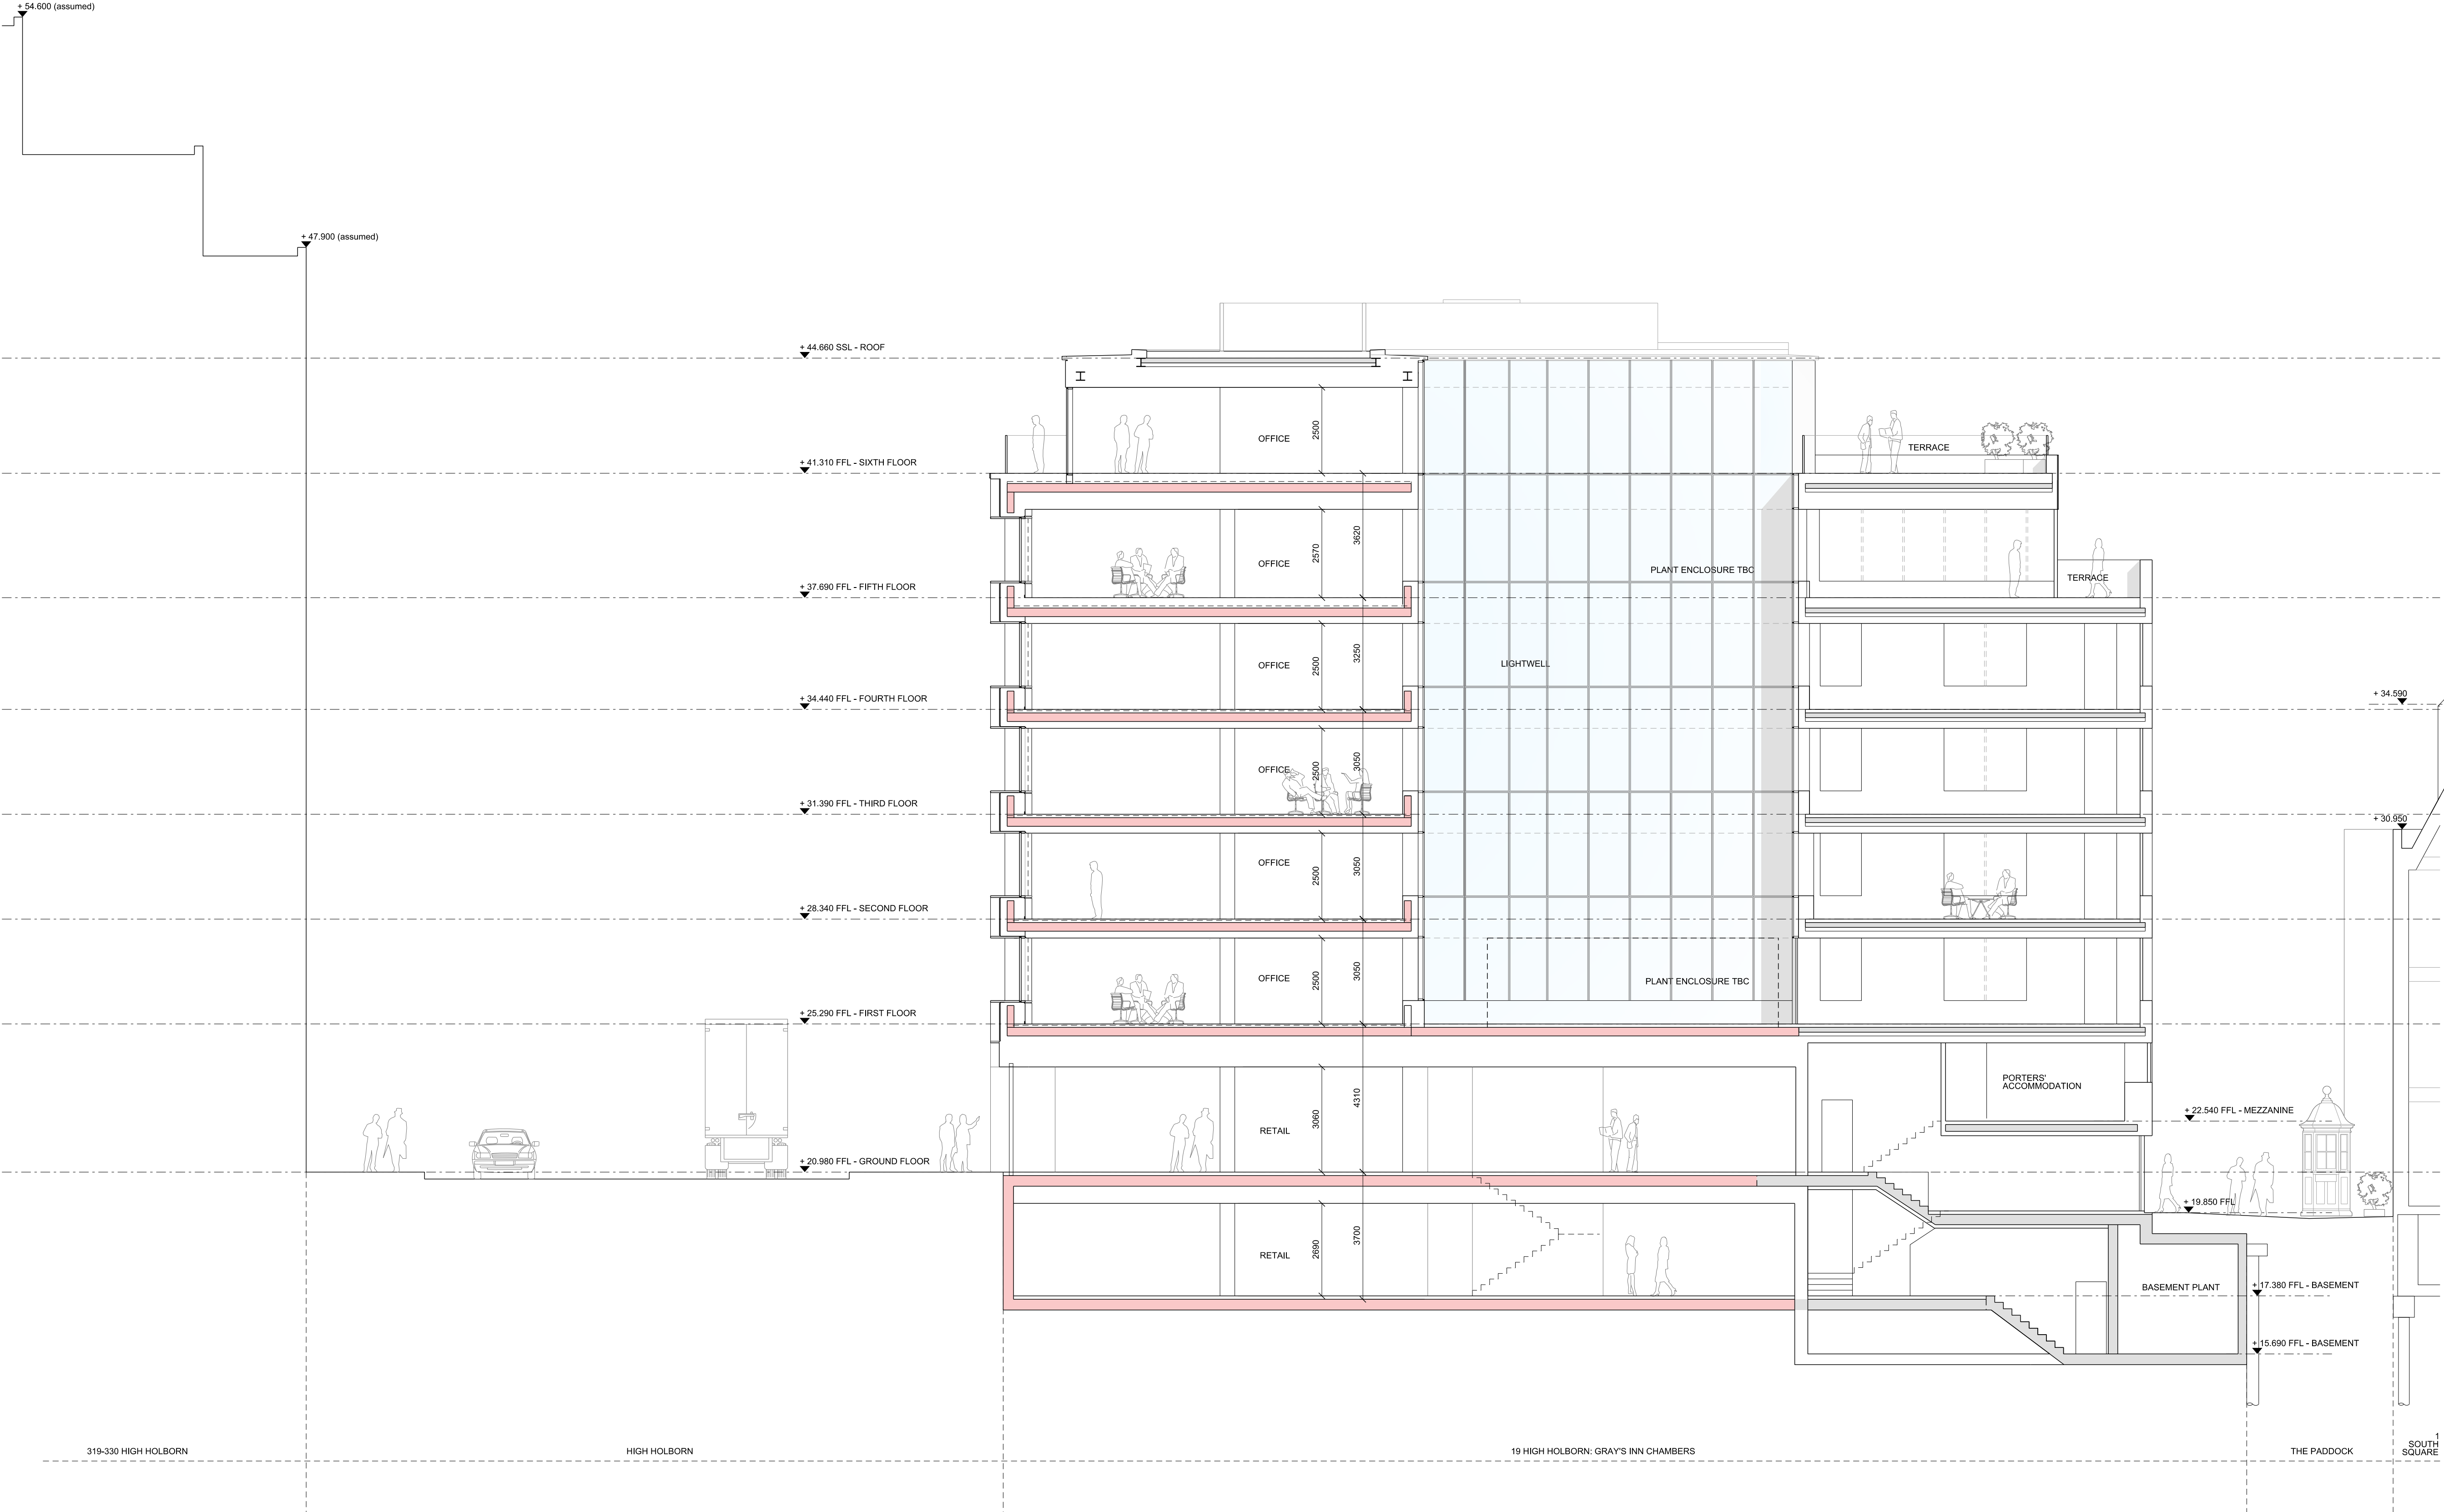 + 54.600 (assumed)
+ 47.900 (assumed)
+ 44.660 SSL - ROOF
OFFICE
2500
TERRACE
+ 41.310 FFL - SIXTH FLOOR
3620
OFFICE
2570
PLANT ENCLOSURE TBC
TERRACE
+ 37.690 FFL - FIFTH FLOOR
3250
OFFICE
2500
LIGHTWELL
+ 34.440 FFL - FOURTH FLOOR
+ 34.590
OFFICE
2500
3050
+ 31.390 FFL - THIRD FLOOR
+ 30.950
OFFICE
2500
3050
+ 28.340 FFL - SECOND FLOOR
OFFICE
2500
3050
PLANT ENCLOSURE TBC
+ 25.290 FFL - FIRST FLOOR
PORTERS'
ACCOMMODATION
4310
3060
RETAIL
+ 22.540 FFL - MEZZANINE
+ 20.980 FFL - GROUND FLOOR
+ 19.850 FFL
RETAIL
2690
3700
BASEMENT PLANT
+ 17.380 FFL - BASEMENT
+ 15.690 FFL - BASEMENT
319-330 HIGH HOLBORN
HIGH HOLBORN
19 HIGH HOLBORN: GRAY'S INN CHAMBERS
THE PADDOCK
1
SOUTH
SQUARE